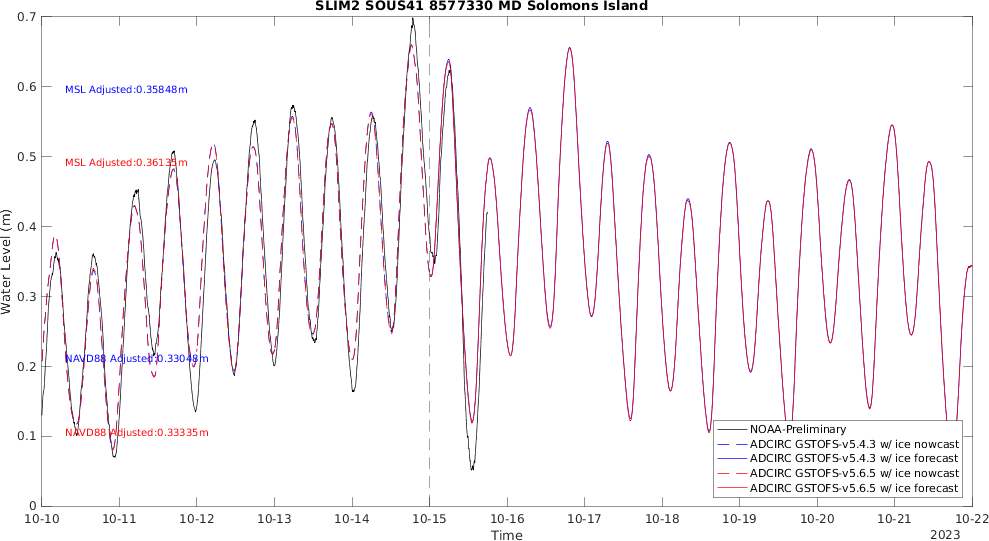 SLIM2 SOUS41 8577330 MD Solomons Island
Water Level (m)
0.7
0.6
0.5
0.4
0.3
0.2
0.1
0
MSL Adjusted:0.35848m
MSL Adjusted:0.36135m
NAVD88 Adjusted:0.33048m
NAVD88 Adjusted:0.33335m
NOAA-Preliminary
ADCIRC GSTOFS-v5.4.3 w/ ice nowcast
ADCIRC GSTOFS-v5.4.3 w/ ice forecast
ADCIRC GSTOFS-v5.6.5 w/ ice nowcast
ADCIRC GSTOFS-v5.6.5 w/ ice forecast
10-10 10-11 10-12 10-13 10-14 10-15 10-16 10-17 10-18 10-19 10-20 10-21 10-22
Time
2023